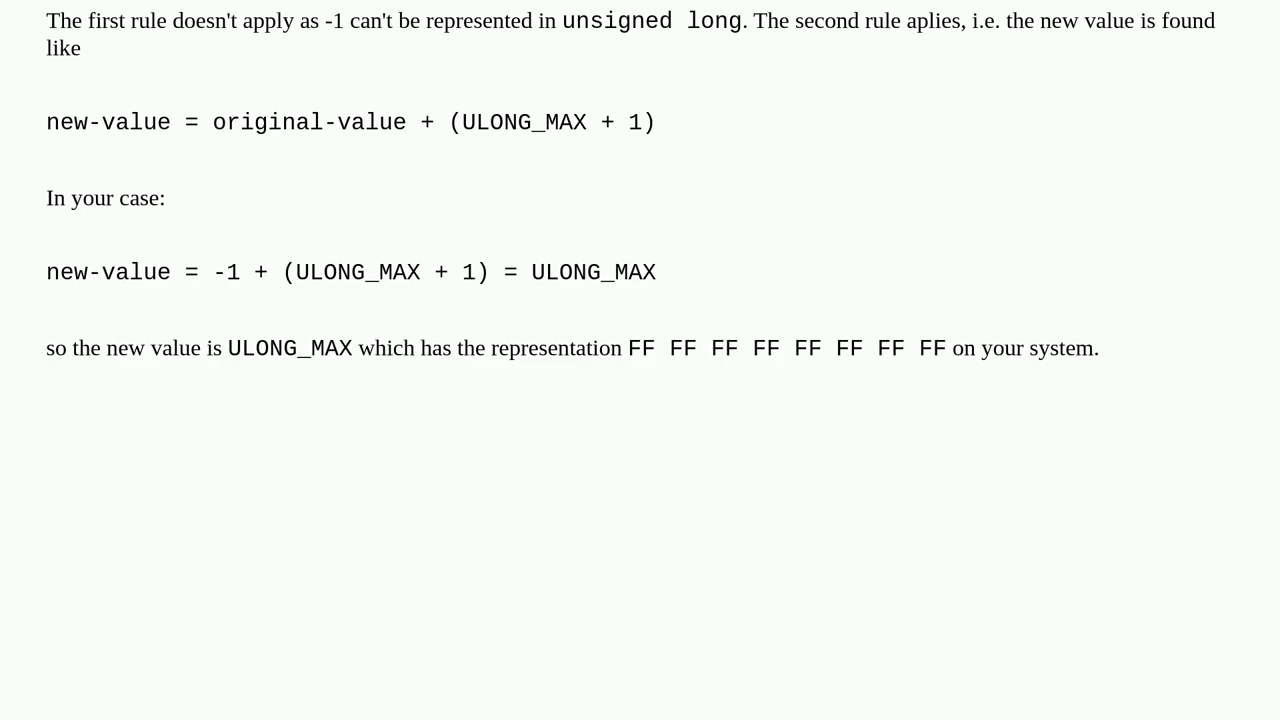 The first rule doesn't apply as -1 can't be represented in unsigned long. The second rule aplies, i.e. the new value is found
like
new-value = original-value + (ULONG_MAX + 1)
In your case:
new-value = -1 + (ULONG_MAX + 1) = ULONG_MAX
so the new value is ULONG_MAX which has the representation FF FF FF FF FF FF FF FF on your system.